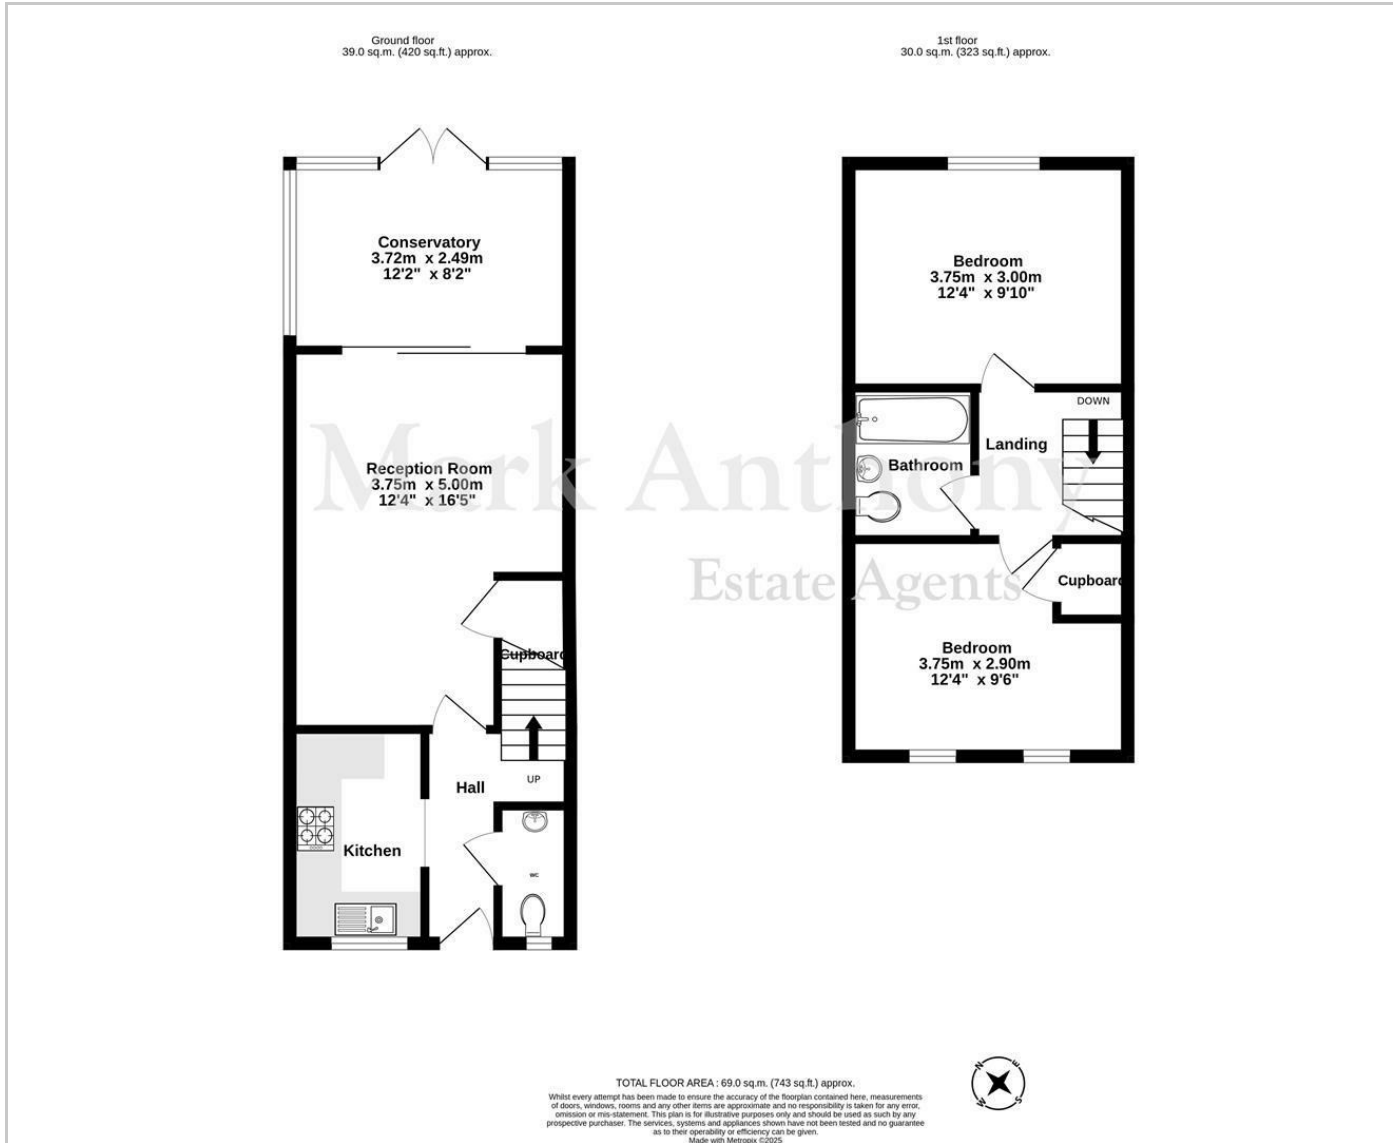 Ground floor
39.0 sq.m. (420 sq.ft.) approx.
1st floor
30.0 sq.m. (323 sq.ft.) approx.
Conservatory
3.72m x 2.49m
12'2" x 8'2"
Bedroom
3.75m x 3.00m
12'4" x 9'10"
DOWN
Landing
Bathroom
Reception Room
3.75m x 5.00m
12'4" x 16'5"
Mark Anthony
Estate Agents
Cupboard
Cupboard
Bedroom
3.75m x 2.90m
12'4" x 9'6"
UP
Hall
Kitchen
WC
N
E
W
S
TOTAL FLOOR AREA : 69.0 sq.m. (743 sq.ft.) approx.
Whilst every attempt has been made to ensure the accuracy of the floorplan contained here, measurements
of doors, windows, rooms and any other items are approximate and no responsibility is taken for any error,
omission or mis-statement. This plan is for illustrative purposes only and should be used as such by any
prospective purchaser. The services, systems and appliances shown have not been tested and no guarantee
as to their operability or efficiency can be given.
Made with Metropix ©2025